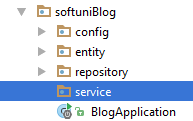 softuniBlog
config
entity
repository
service
BlogApplication